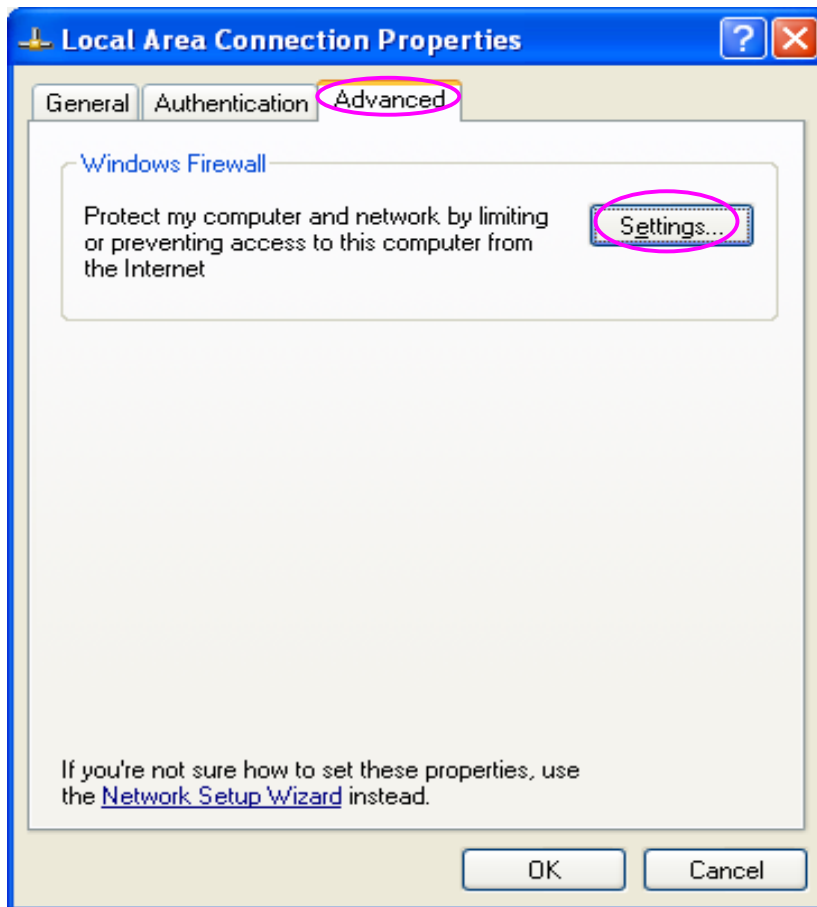 Local Area Connection Properties
General Authentication Advanced
Windows Firewall
Protect my computer and network by limiting
or preventing access to this computer from
the Internet
Settings...
If you're not sure how to set these properties, use
the Network Setup Wizard instead.
OK Cancel